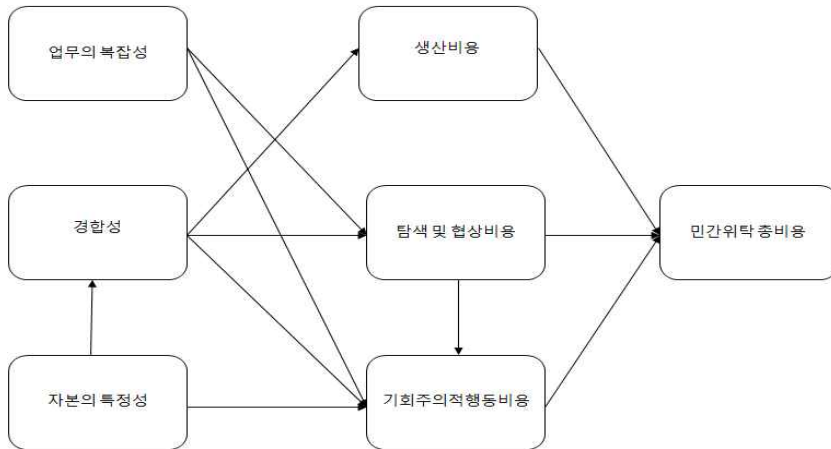 업무의 복잡성
생산비용
경합성
탐색 및 협상비용
민간위탁 총비용
자본의 특정성
기회주의적행동비용